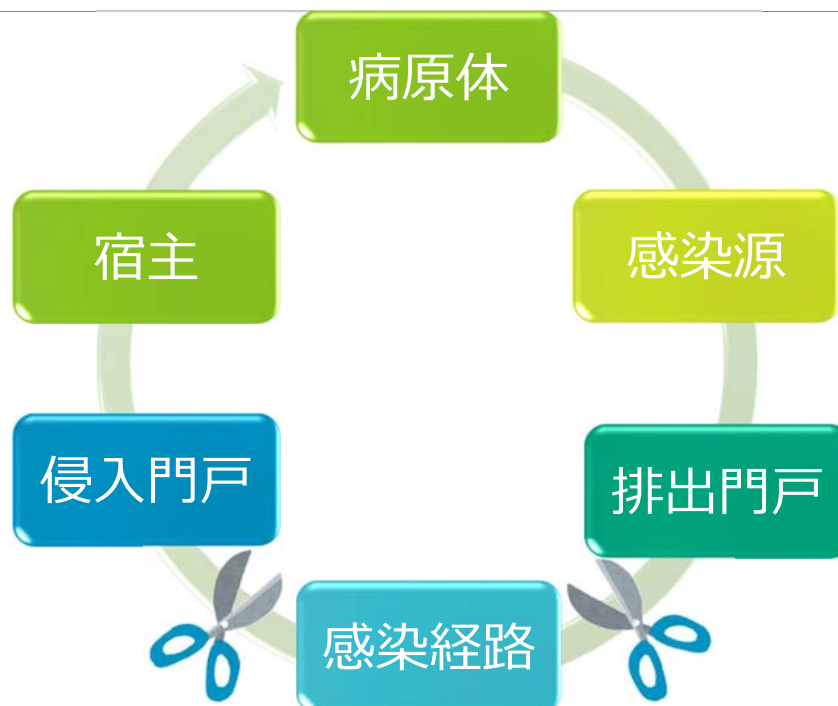 病原体
感染源
排出門戸
感染経路
侵入門戸
宿主